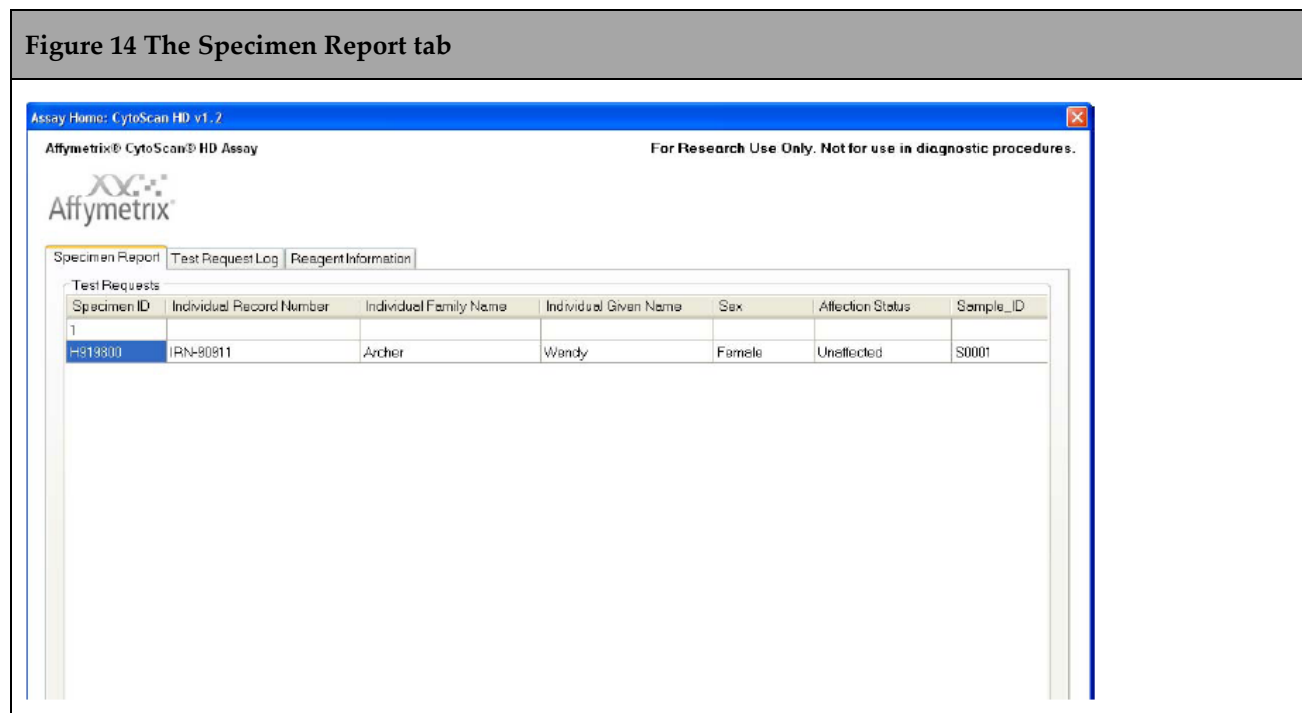 Figure 14 The Specimen Report tab
Assay Home: CytoScan HD v1.2
Affymetrix® CytoScan® HD Assay For Research Use Only. Not for use in diagnostic procedures.
Affymetrix
Specimen Report Test Request Log Reagent Information
Test Requests
Specimen ID Individual Record Number Individual Family Name Individual Given Name Sex Affection Status Sample_ID
1
H919800 IRN-90911 Archer Wendy Female Unaffected S0001